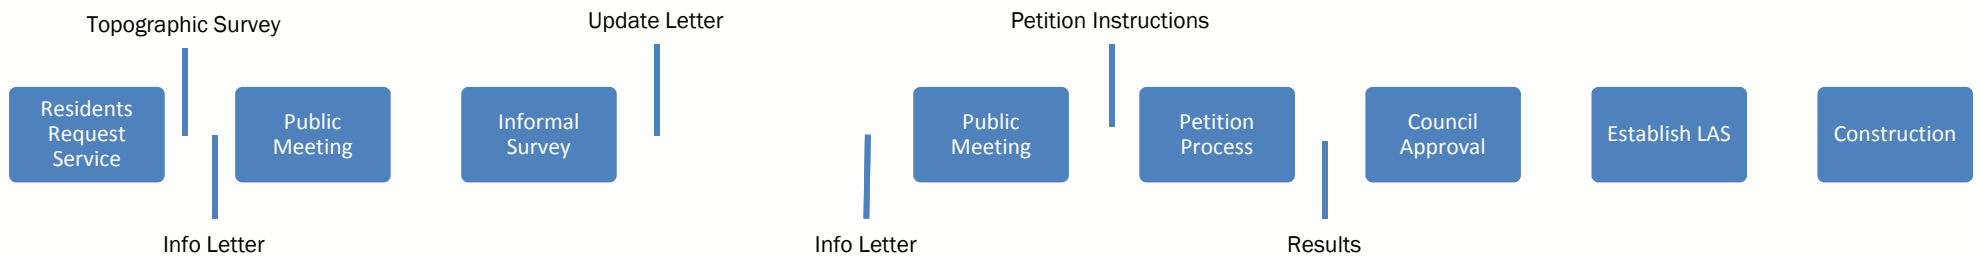 Topographic Survey
Update Letter
Petition Instructions
Residents
Request
Service
Public
Meeting
Informal
Survey
Public
Meeting
Petition
Process
Council
Approval
Establish LAS
Construction
Info Letter
Info Letter
Results